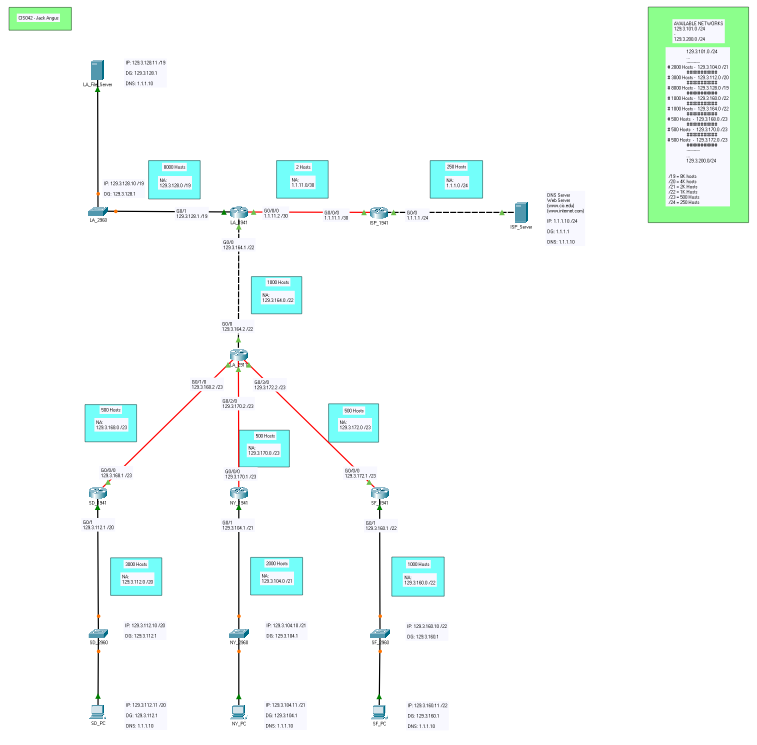 CIS042 - Jack Angue
AVAILABLE NETWORKS
129.3.101.0 /24
-
129.3.200.0 /24
129.3.101.0 /24
...
# 2000 Hosts - 129.3.104.0 /21
##########
# 3000 Hosts - 129.3.112.0 /20
##########
# 8000 Hosts - 129.3.128.0 /19
##########
# 1000 Hosts - 129.3.160.0 /22
##########
# 1000 Hosts - 129.3.164.0 /22
##########
# 500 Hosts - 129.3.168.0 /23
##########
# 500 Hosts - 129.3.170.0 /23
##########
# 500 Hosts - 129.3.172.0 /23
##########
...
129.3.200.0/24
/19 = 8K hosts
/20 = 4K hosts
/21 = 2K Hosts
/22 = 1K Hosts
/23 = 500 Hosts
/24 = 250 Hosts
IP: 129.3.128.11 /19
DG: 129.3.128.1
DNS: 1.1.1.10
LA_File_Server
IP: 129.3.128.10 /19
DG: 129.3.128.1
LA_2960
8000 Hosts
NA:
129.3.128.0 /19
G0/1
129.3.128.1 /19
LA_1941
2 Hosts
NA:
1.1.11.0/30
G0/0/0
1.1.11.2 /30
G0/0/0
1.1.11.1 /30
ISP_1941
250 Hosts
NA:
1.1.1.0 /24
G0/0
1.1.1.1 /24
DNS Server
Web Server
(www.cis.edu)
(www.internet.com)
IP: 1.1.1.10 /24
DG: 1.1.1.1
DNS: 1.1.1.10
ISP_Server
G0/0
129.3.164.1 /22
1000 Hosts
NA:
129.3.164.0 /22
G0/0
129.3.164.2 /22
G0/1/0
129.3.168.2 /23
G0/2/0
129.3.170.2 /23
G0/3/0
129.3.172.2 /23
500 Hosts
NA:
129.3.168.0 /23
500 Hosts
NA:
129.3.170.0 /23
500 Hosts
NA:
129.3.172.0 /23
G0/0/0
129.3.168.1 /23
G0/0/0
129.3.170.1 /23
G0/0/0
129.3.172.1 /23
SD_1941
NY_1941
SF_1941
G0/1
129.3.112.1 /20
G0/1
129.3.104.1 /21
G0/1
129.3.160.1 /22
3000 Hosts
NA:
129.3.112.0 /20
2000 Hosts
NA:
129.3.104.0 /21
1000 Hosts
NA:
129.3.160.0 /22
SD_2960
IP: 129.3.112.10 /20
DG: 129.3.112.1
NY_2960
IP: 129.3.104.10 /21
DG: 129.3.104.1
SF_2960
IP: 129.3.160.10 /22
DG: 129.3.160.1
SD_PC
IP: 129.3.112.11 /20
DG: 129.3.112.1
DNS: 1.1.1.10
NY_PC
IP: 129.3.104.11 /21
DG: 129.3.104.1
DNS: 1.1.1.10
SF_PC
IP: 129.3.160.11 /22
DG: 129.3.160.1
DNS: 1.1.1.10